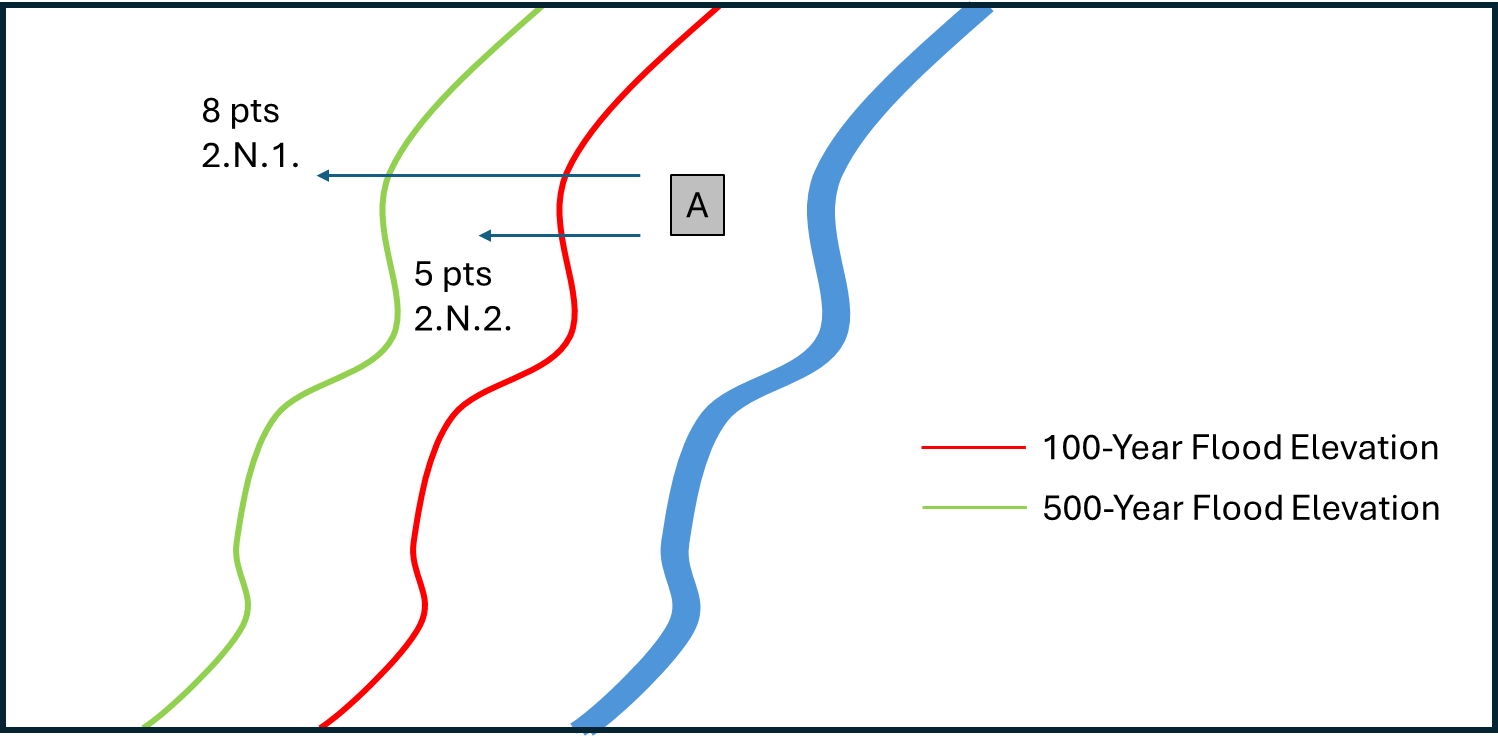 8 pts
2.N.1.
A
5 pts
2.N.2.
100-Year Flood Elevation
500-Year Flood Elevation